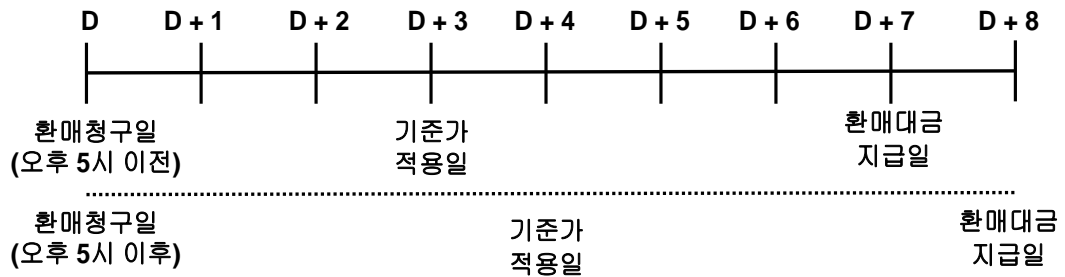 D D + 1 D + 2 D + 3 D + 4 D + 5 D + 6 D + 7 D + 8
환매청구일
(오후 5시 이전)
기준가
적용일
환매대금
지급일
환매청구일
(오후 5시 이후)
기준가
적용일
환매대금
지급일